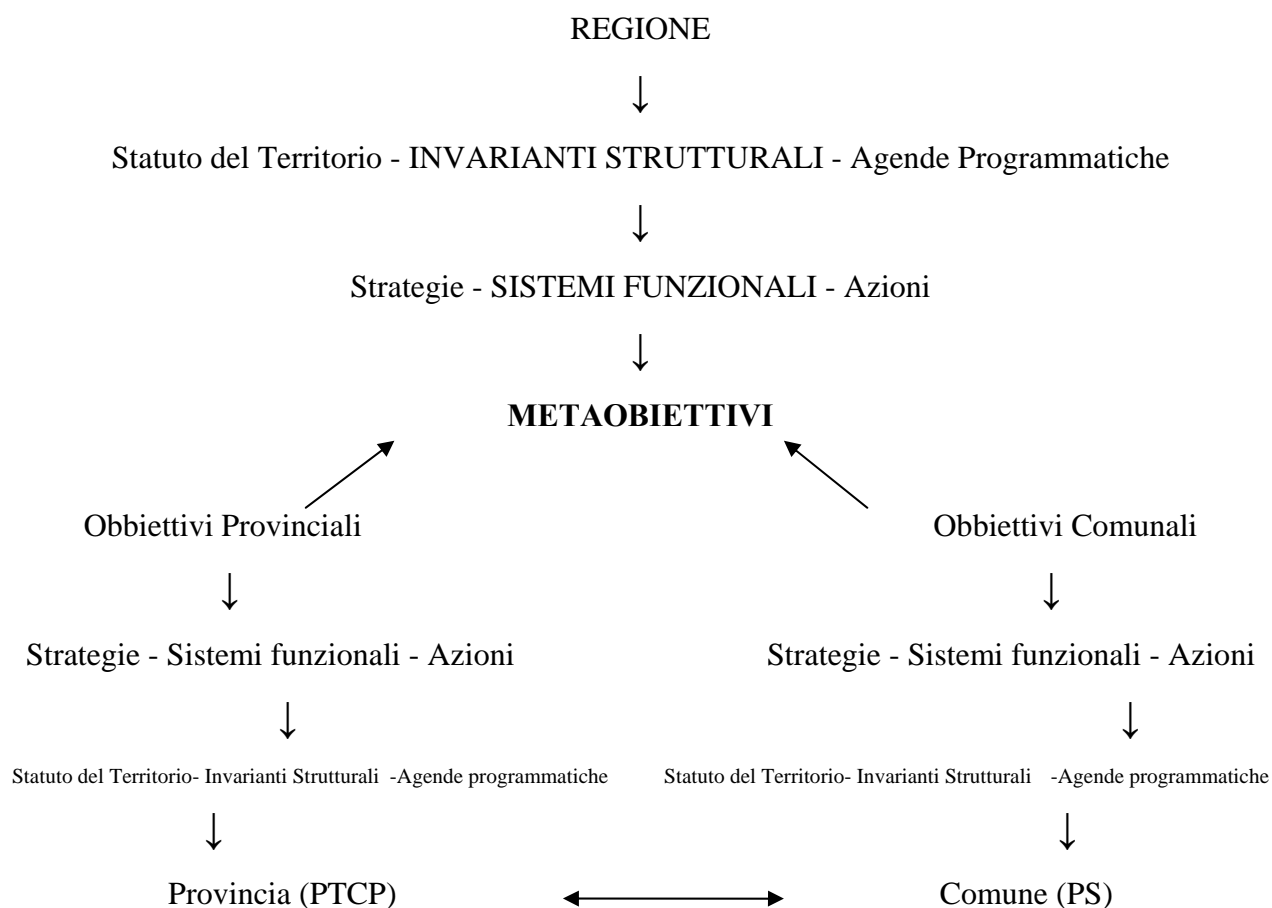 REGIONE
↓
Statuto del Territorio - INVARIANTI STRUTTURALI - Agende Programmatiche
↓
Strategie - SISTEMI FUNZIONALI - Azioni
↓
METAOBIETTIVI
Obbiettivi Provinciali Obbiettivi Comunali
↓ ↓
Strategie - Sistemi funzionali - Azioni Strategie - Sistemi funzionali - Azioni
↓ ↓
Statuto del Territorio- Invarianti Strutturali -Agende programmatiche Statuto del Territorio- Invarianti Strutturali -Agende programmatiche
↓ ↓
Provincia (PTCP) Comune (PS)